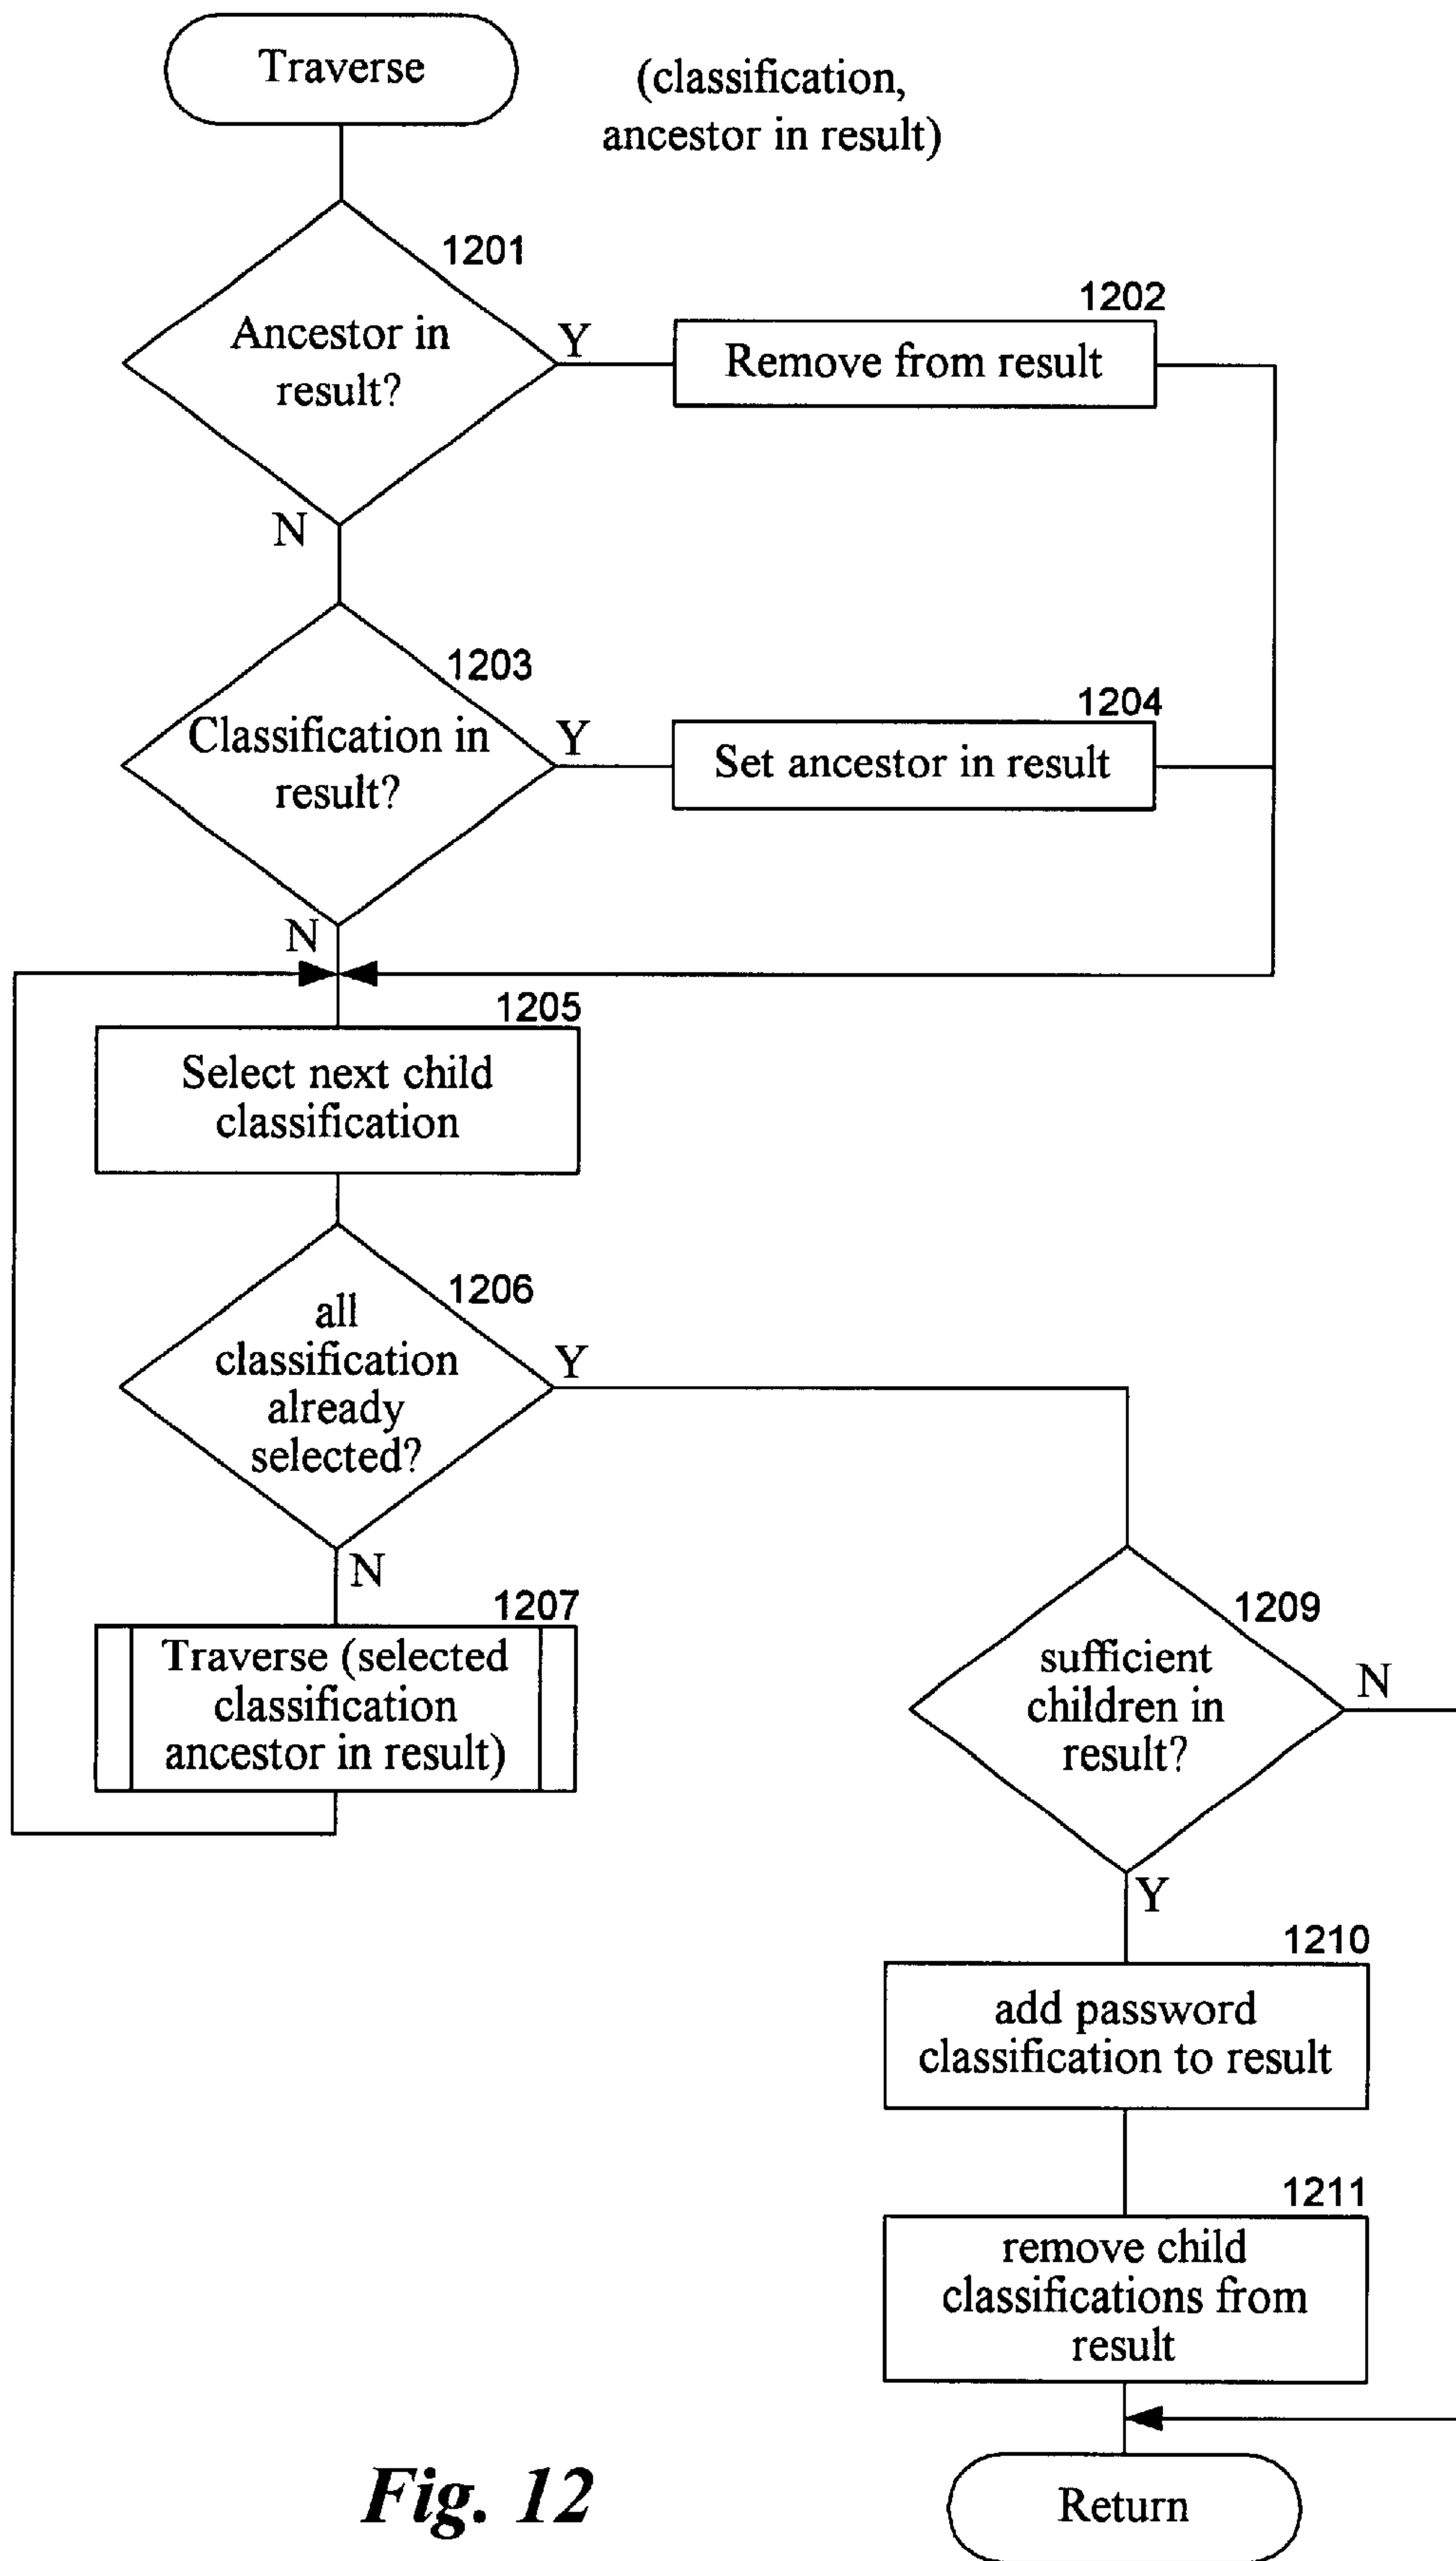 Traverse
(classification,
ancestor in result)
1201
Ancestor in
result?
Y
N
1202
Remove from result
1203
Classification in
result?
Y
N
1204
Set ancestor in result
1205
Select next child
classification
1206
all
classification
already
selected?
Y
N
1207
Traverse (selected
classification
ancestor in result)
1209
sufficient
children in
result?
N
Y
1210
add password
classification to result
1211
remove child
classifications from
result
Return
Fig. 12